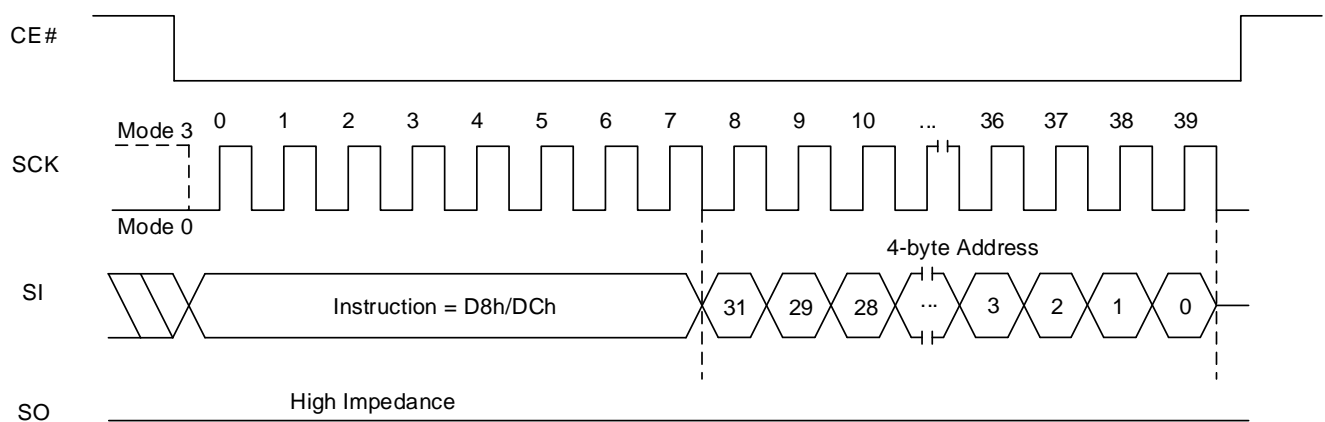 CE#
Mode 3 0 1 2 3 4 5 6 7 8 9 10 ... 36 37 38 39
SCK
Mode 0
4-byte Address
SI Instruction = D8h/DCh 31 29 28 ... 3 2 1 0
High Impedance
SO